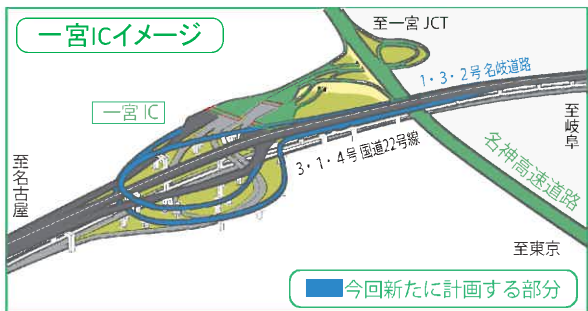 一宮ICイメージ
至一宮 JCT
1・3・2号 名岐道路
一宮 IC
至岐阜
3・1・4号 国道22号線
名神高速道路
至名古屋
至東京
今回新たに計画する部分